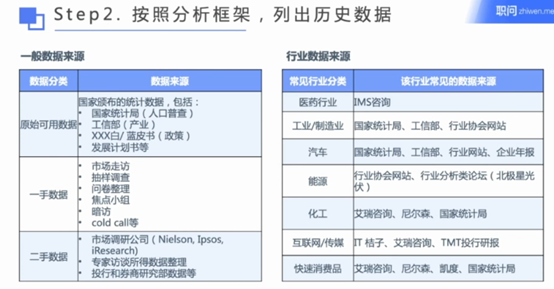 Step2. 按照分析框架，列出历史数据
职问 zhiwen.me
一般数据来源
数据分类 数据来源
原始可用数据
国家颁布的统计数据，包括：
• 国家统计局（人口普查）
• 工信部（产业）
• XXX白/ 蓝皮书（政策）
• 发展计划书等
一手数据
• 市场走访
• 抽样调查
• 问卷整理
• 焦点小组
• 暗访
• cold call等
二手数据
• 市场调研公司（Nielson, Ipsos,
iResearch)
• 专家访谈所得数据整理
• 投行和券商研究部数据等
行业数据来源
常见行业分类 该行业常见的数据来源
医药行业 IMS咨询
工业/制造业 国家统计局、工信部、行业协会网站
汽车 国家统计局、工信部、行业网站、企业年报
能源 行业协会网站、行业分析类论坛（北极星光
伏）
化工 艾瑞咨询、尼尔森、国家统计局
互联网/传媒 IT 桔子、艾瑞咨询、TMT投行研报
快速消费品 艾瑞咨询、尼尔森、凯度、国家统计局